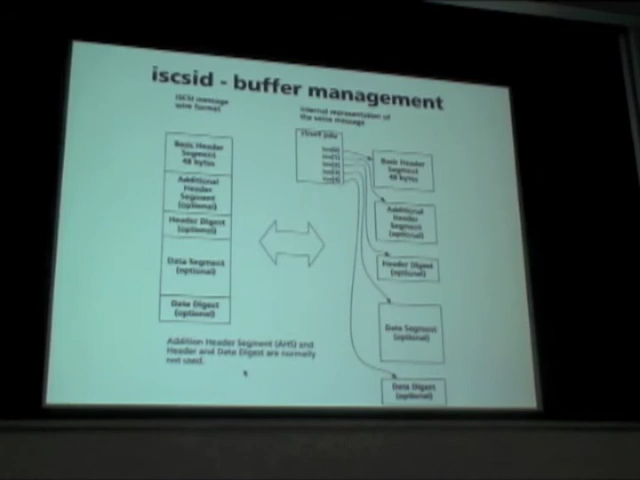 iscsid - buffer management
iSCSI message
wire format
Internal representation of
the same message
Basic Header
Segment
48 bytes
Additional
Header
Segment
(optional)
Header Digest
(optional)
Data Segment
(optional)
Data Digest
(optional)
struct pdu
Basic Header
Segment
48 bytes
Additional
Header
Segment
(optional)
Header Digest
(optional)
Data Segment
(optional)
Data Digest
(optional)
Addition Header Segment (AHS) and
Header and Data Digest are normally
not used.